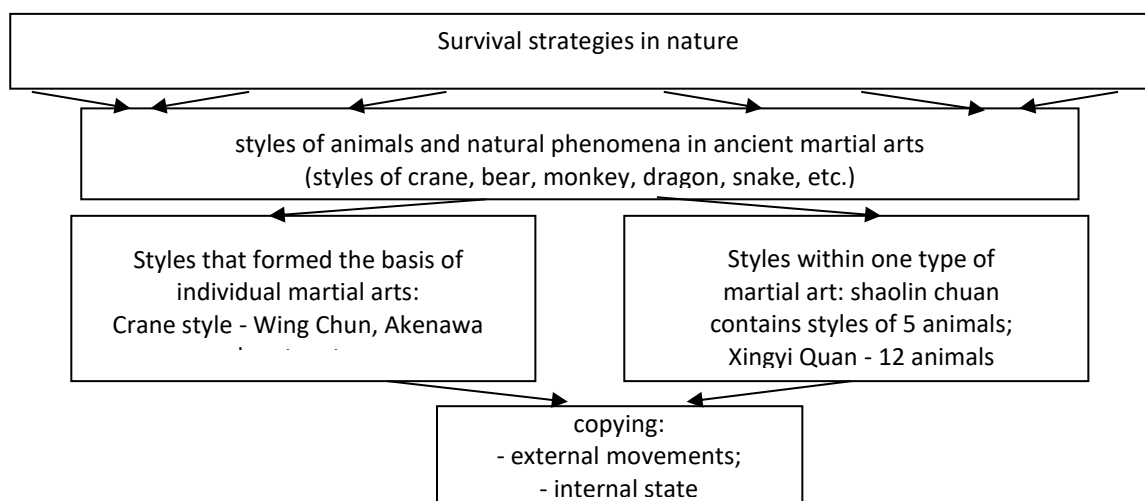 Survival strategies in nature
styles of animals and natural phenomena in ancient martial arts
(styles of crane, bear, monkey, dragon, snake, etc.)
Styles that formed the basis of
individual martial arts:
Crane style - Wing Chun, Akenawa
Styles within one type of
martial art: shaolin chuan
contains styles of 5 animals;
Xingyi Quan - 12 animals
copying:
- external movements;
- internal state